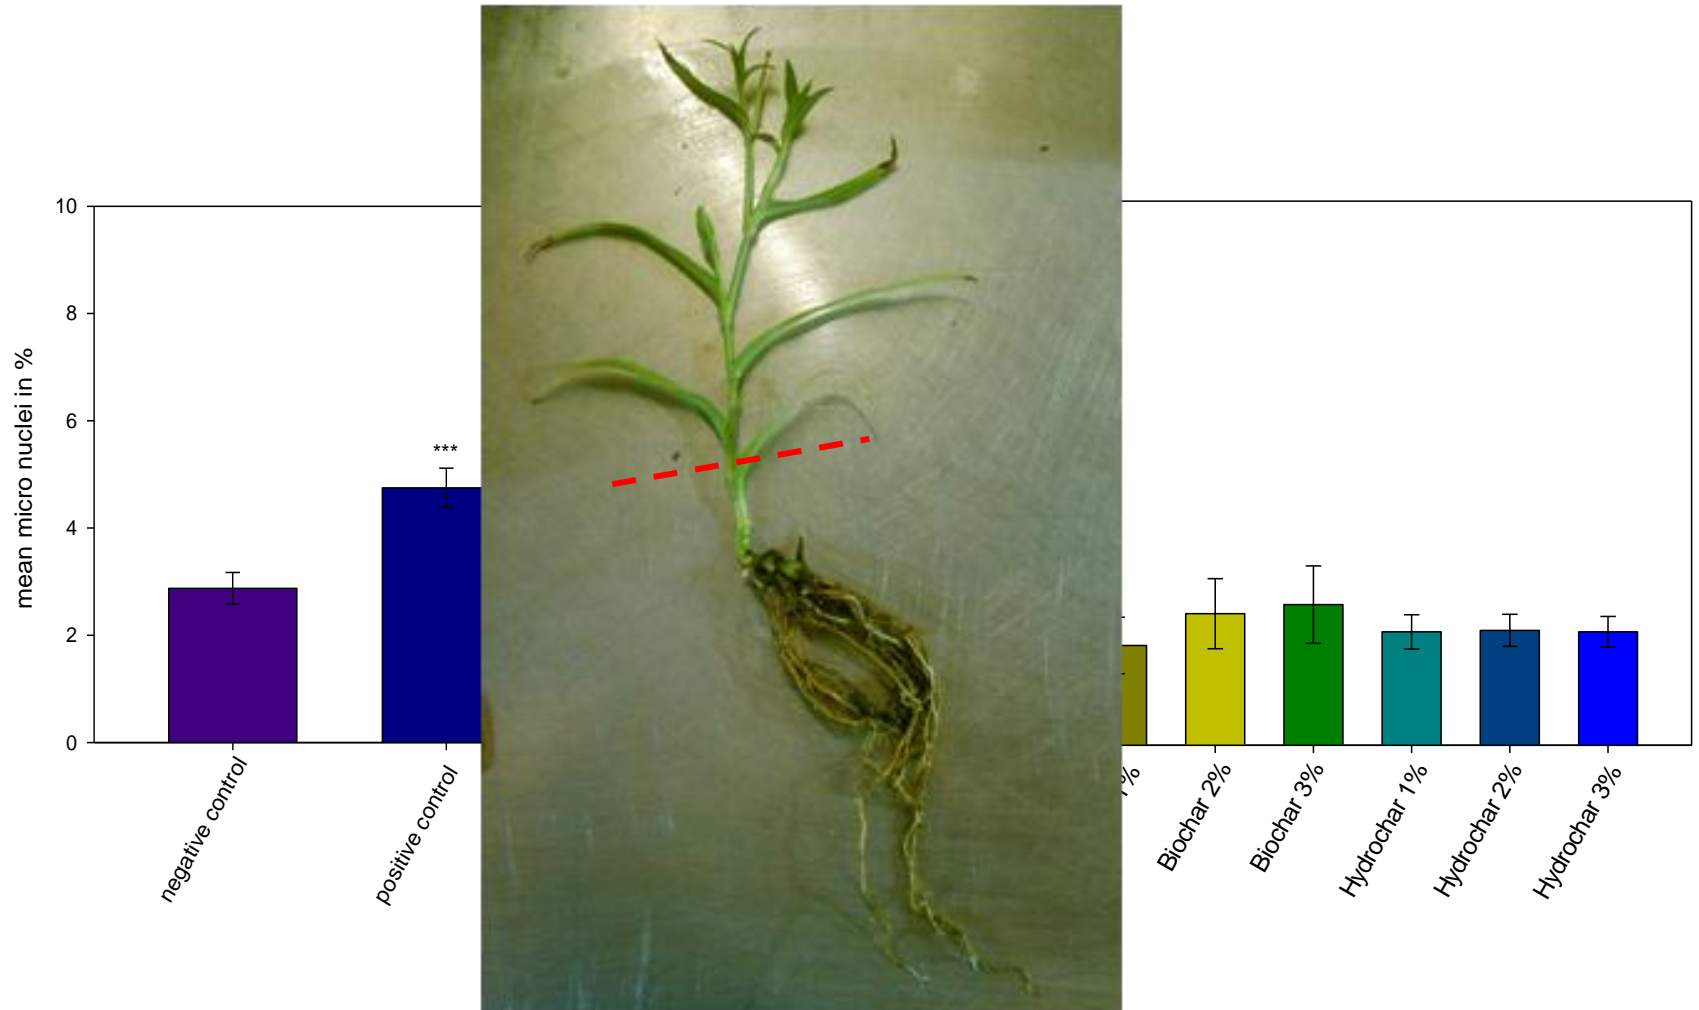 mean micro nuclei in %
10
8
6
4
2
0
***
negative control
positive control
1%
Biochar 2%
Biochar 3%
Hydrochar 1%
Hydrochar 2%
Hydrochar 3%